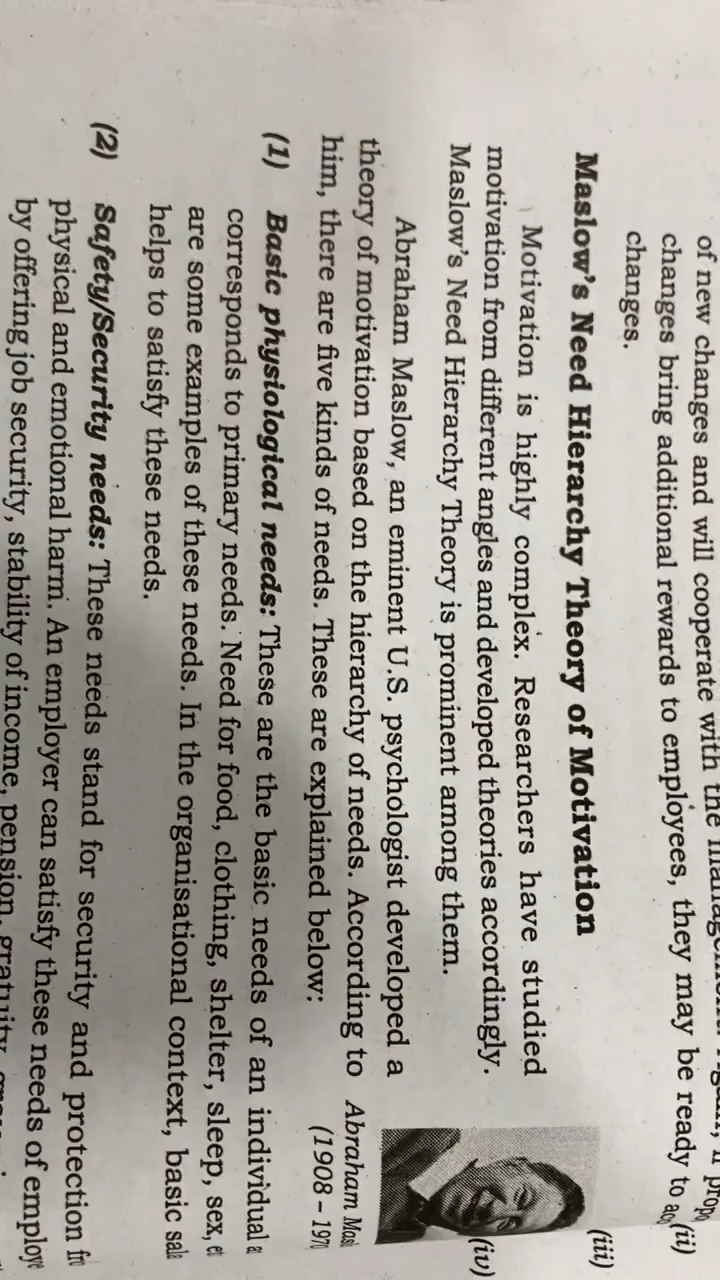 of new changes and will cooperate with the
changes bring additional rewards to employees, they may be ready to
changes.
Maslow's Need Hierarchy Theory of Motivation
Motivation is highly complex. Researchers have studied
motivation from different angles and developed theories accordingly.
Maslow's Need Hierarchy Theory is prominent among them.
Abraham Maslow, an eminent U.S. psychologist developed a
theory of motivation based on the hierarchy of needs. According to
him, there are five kinds of needs. These are explained below:
Abraham
(1908 – 197
(1) Basic physiological needs: These are the basic needs of an individual
corresponds to primary needs. Need for food, clothing, shelter, sleep, sex,
are some examples of these needs. In the organisational context, basic
helps to satisfy these needs.
(2) Safety/Security needs: These needs stand for security and protection
physical and emotional harm. An employer can satisfy these needs of
by offering job security, stability of income, pension, gratuity,
(ii)
(iii)
(iv)